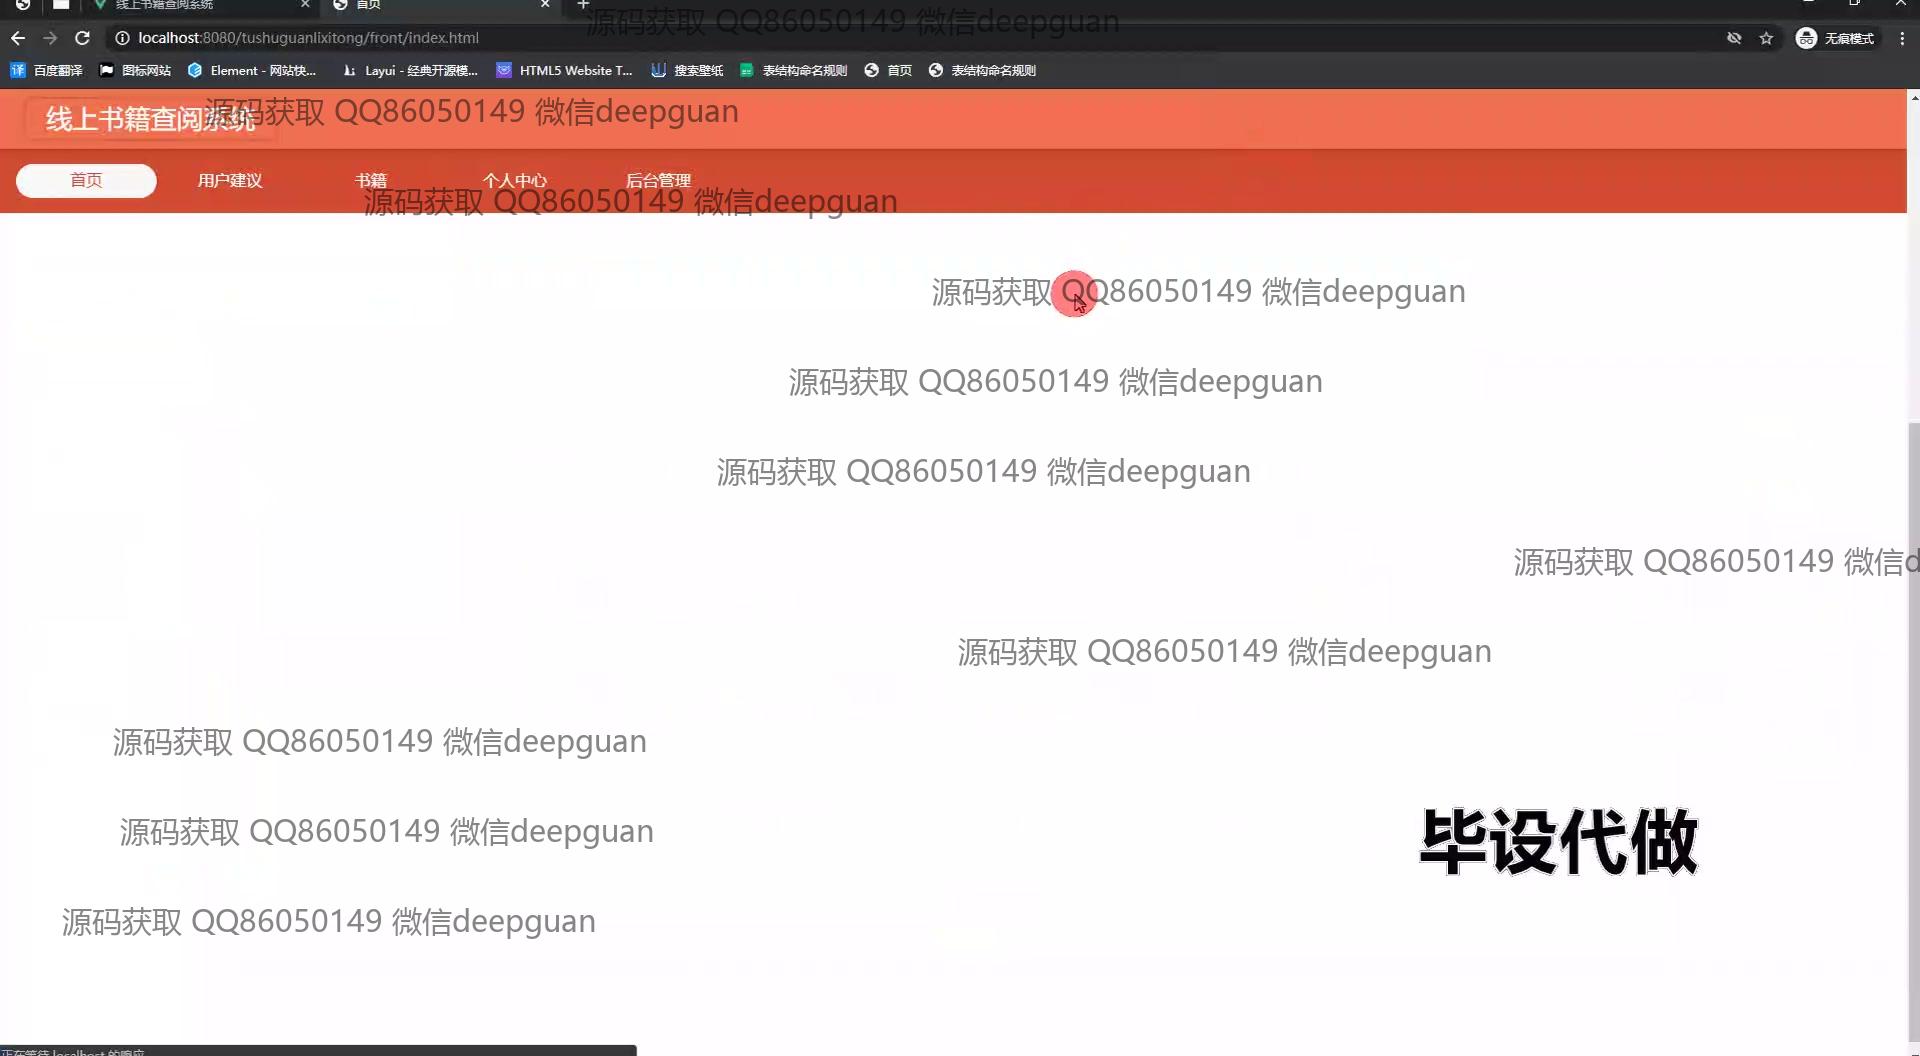 线上书籍查阅系统
首页
源码获取 QQ86050149 微信deepguan
localhost:8080/tushuguanlixitong/front/index.html
无痕模式
百度翻译
图标网站
Element - 网站快...
Layui - 经典开源模...
HTML5 Website T...
搜索壁纸
表结构命名规则
首页
表结构命名规则
线上书籍查阅系统
源码获取 QQ86050149 微信deepguan
首页
用户建议
书籍
个人中心
后台管理
源码获取 QQ86050149 微信deepguan
源码获取 QQ86050149 微信deepguan
源码获取 QQ86050149 微信deepguan
源码获取 QQ86050149 微信deepguan
源码获取 QQ86050149 微信d
源码获取 QQ86050149 微信deepguan
源码获取 QQ86050149 微信deepguan
源码获取 QQ86050149 微信deepguan
毕设代做
源码获取 QQ86050149 微信deepguan
正在等待 localhost 的响应